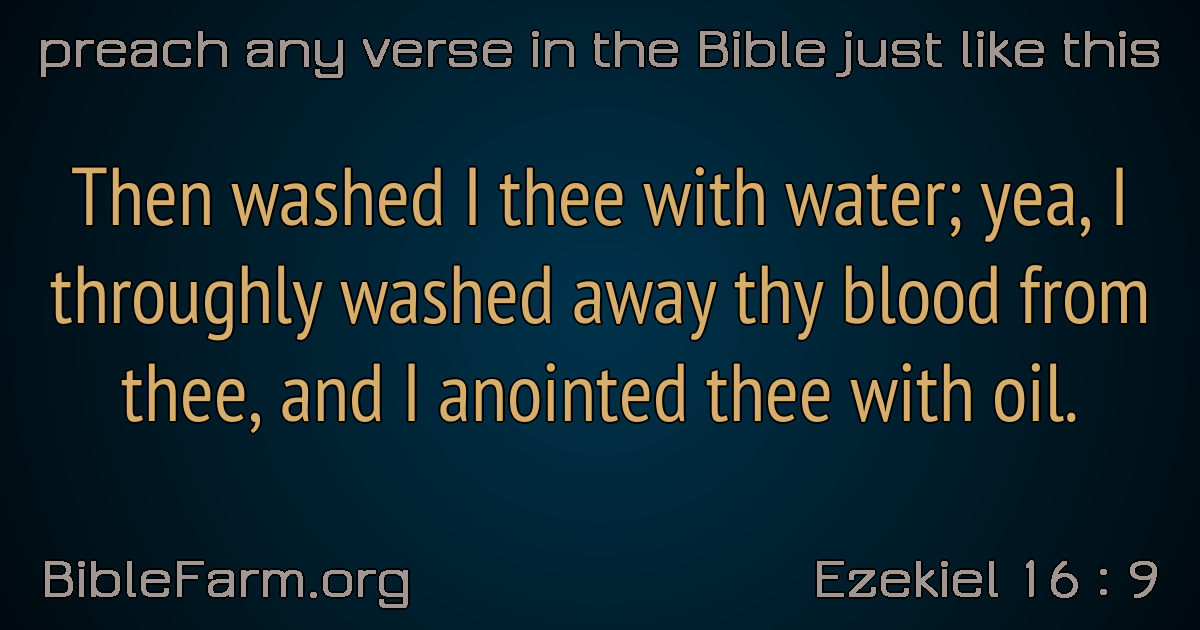 preach any verse in the Bible just like this
Then washed I thee with water; yea, I
throughly washed away thy blood from
thee, and I anointed thee with oil.
BibleFarm.org
Ezekiel 16 : 9